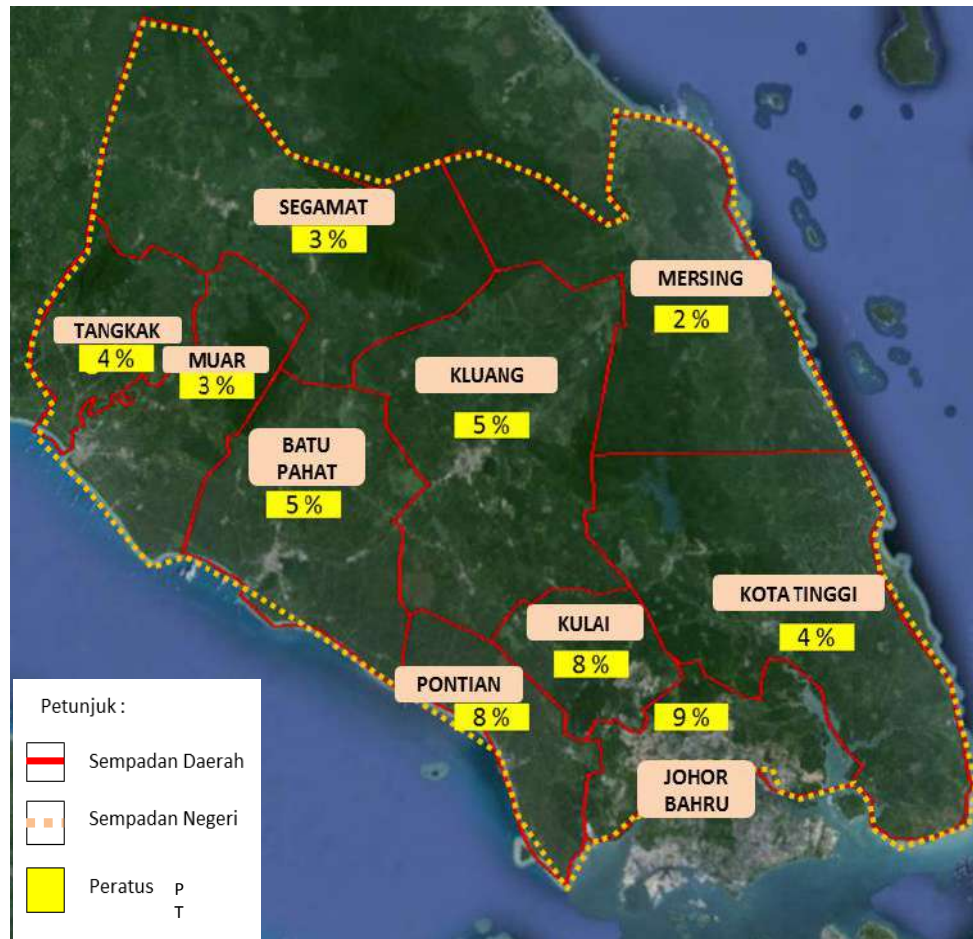 SEGAMAT
3 %
MERSING
2 %
TANGKAK
4 %
MUAR
3 %
KLUANG
5 %
BATU
PAHAT
5 %
KOTA TINGGI
4 %
KULAI
8 %
PONTIAN
8 %
9 %
JOHOR
BAHRU
Petunjuk :
Sempadan Daerah
Sempadan Negeri
Peratus P
T